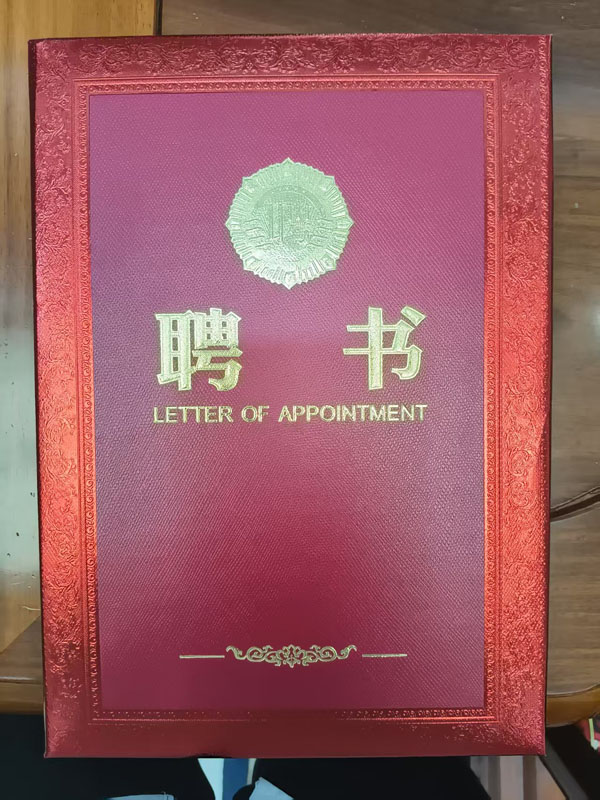 聘书
LETTER OF APPOINTMENT